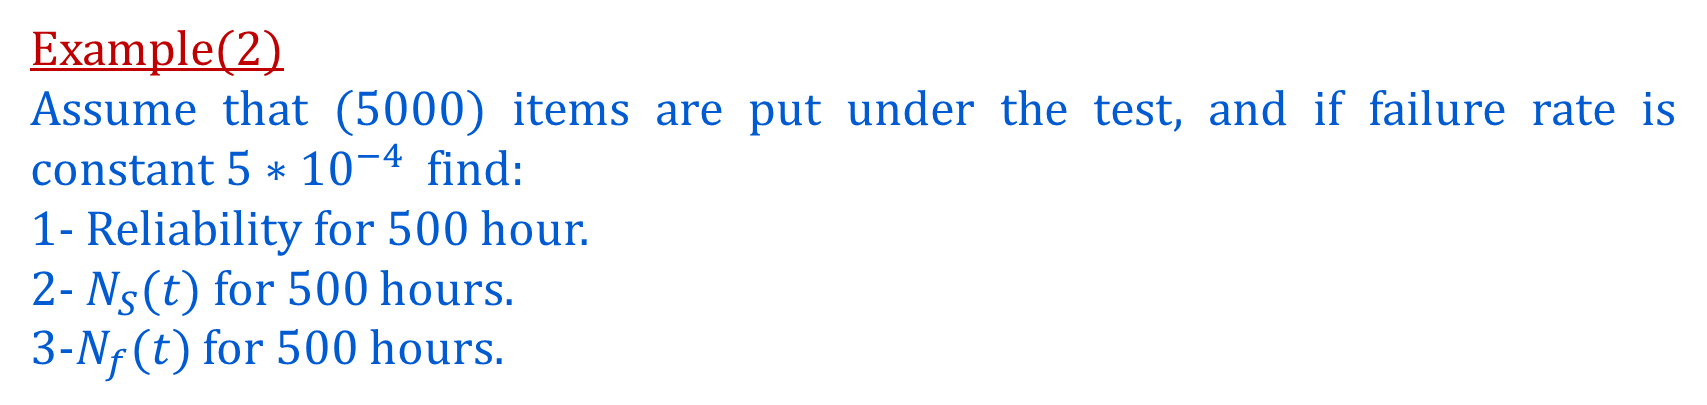 Example(2)
Assume that (5000) items are put under the test, and if failure rate is
constant 5 ∗ 10⁻⁴ find:
1- Reliability for 500 hour.
2- Nₛ(t) for 500 hours.
3-N_f(t) for 500 hours.